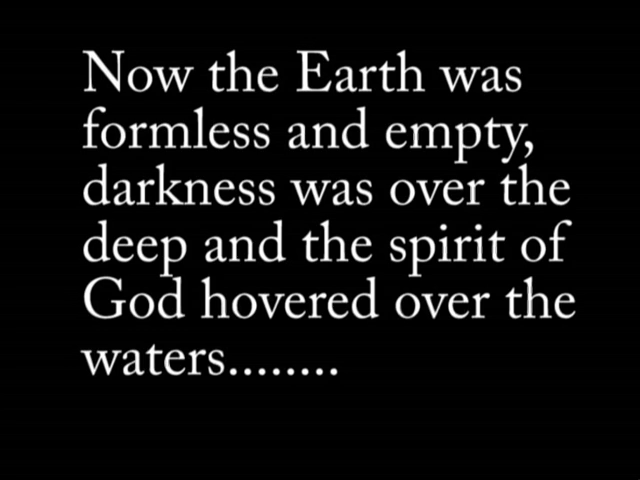 Now the Earth was
formless and empty,
darkness was over the
deep and the spirit of
God hovered over the
waters........